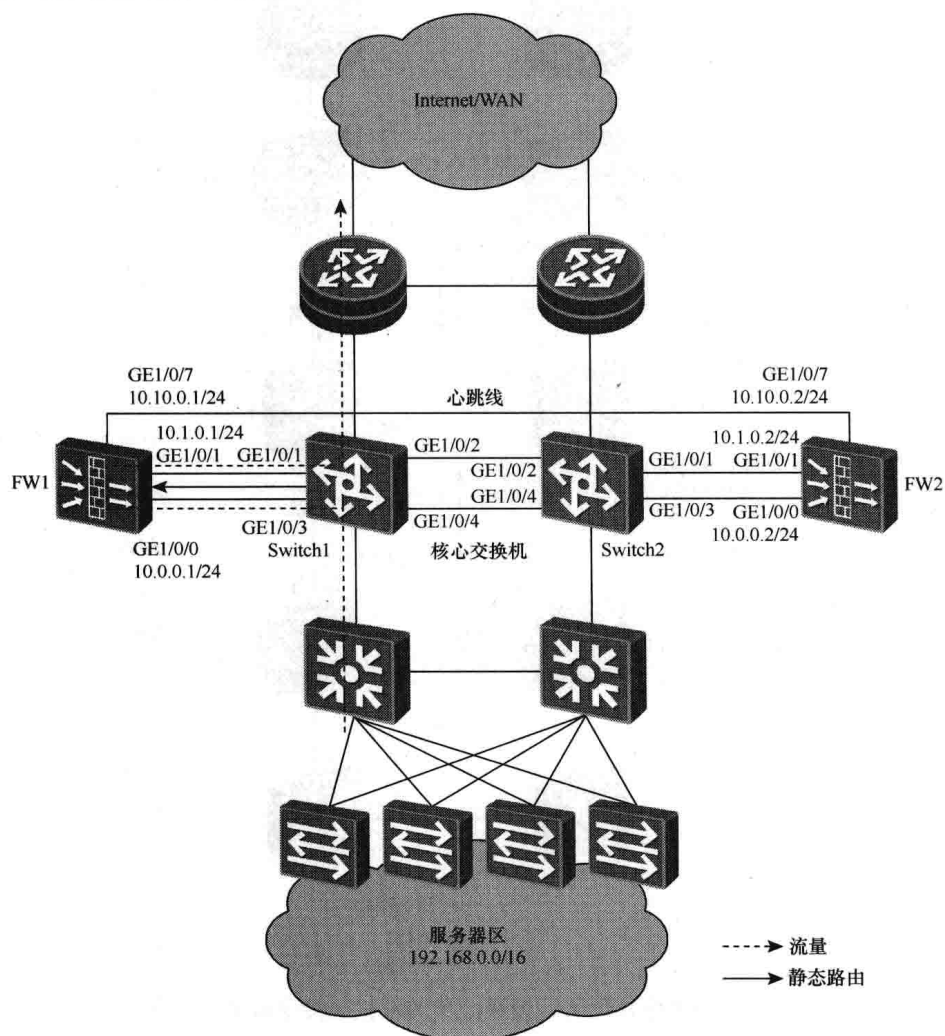 Internet/WAN
GE1/0/7
10.10.0.1/24
心跳线
GE1/0/7
10.10.0.2/24
10.1.0.1/24
GE1/0/1
GE1/0/1
GE1/0/2
GE1/0/2
10.1.0.2/24
GE1/0/1
GE1/0/1
FW1
FW2
GE1/0/3
GE1/0/4
GE1/0/4
GE1/0/3
GE1/0/0
10.0.0.2/24
GE1/0/0
10.0.0.1/24
Switch1
核心交换机
Switch2
服务器区
192.168.0.0/16
流量
静态路由